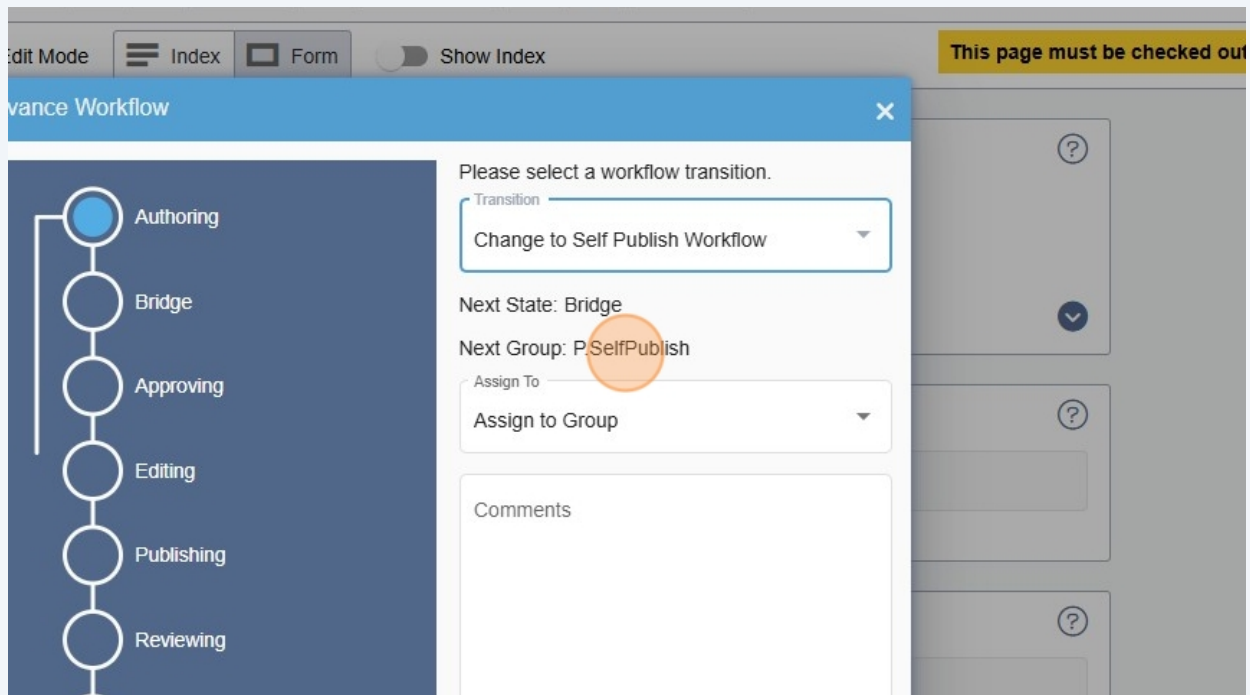 Edit Mode
Index
Form
Show Index
This page must be checked out
vance Workflow
Please select a workflow transition.
Transition
Change to Self Publish Workflow
Next State: Bridge
Next Group: P.SelfPublish
Assign To
Assign to Group
Comments
Authoring
Bridge
Approving
Editing
Publishing
Reviewing